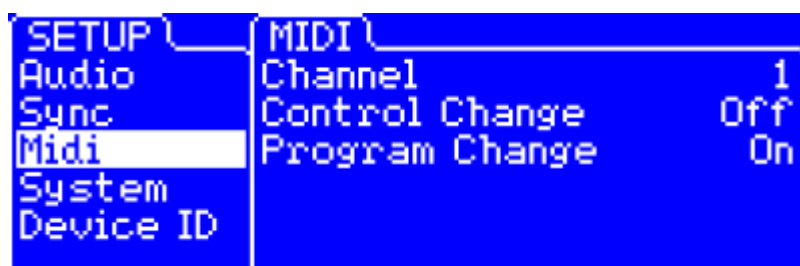 SETUP
Audio
Sync
Midi
System
Device ID
MIDI
Channel 1
Control Change Off
Program Change On